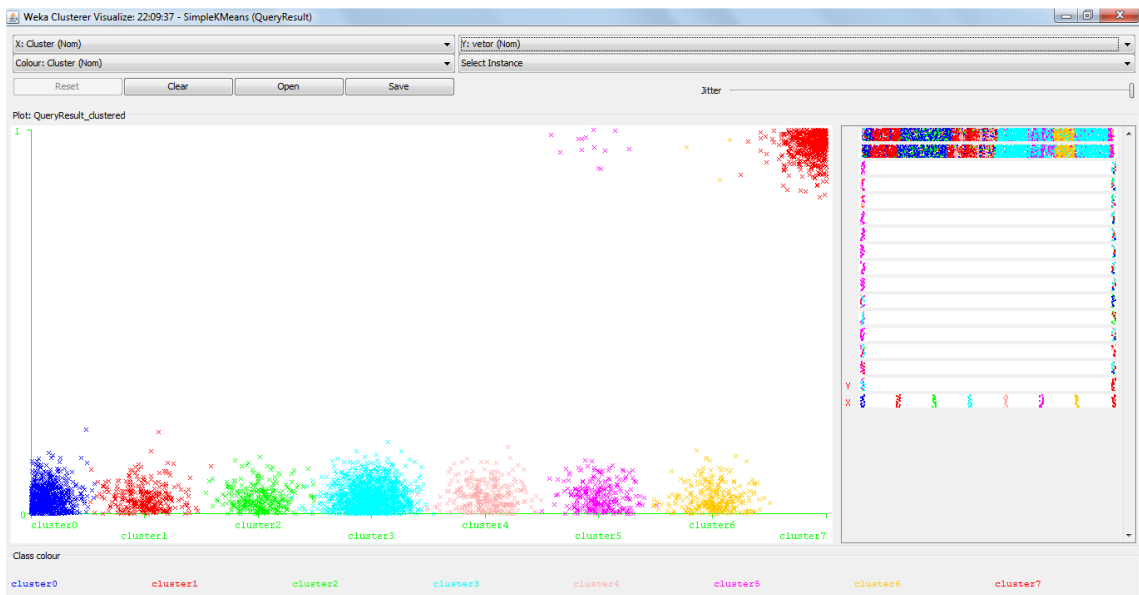 Weka Clusterer Visualize: 22:09:37 - SimpleKMeans (QueryResult)
X: Cluster (Nom) Y: vetor (Nom)
Colour: Cluster (Nom) Select Instance
Reset Clear Open Save Jitter
Plot: QueryResult_clustered
1
0
cluster0 cluster2 cluster4 cluster6
cluster1 cluster3 cluster5 cluster7
Y
X
Class colour
cluster0 cluster1 cluster2 cluster3 cluster4 cluster5 cluster6 cluster7